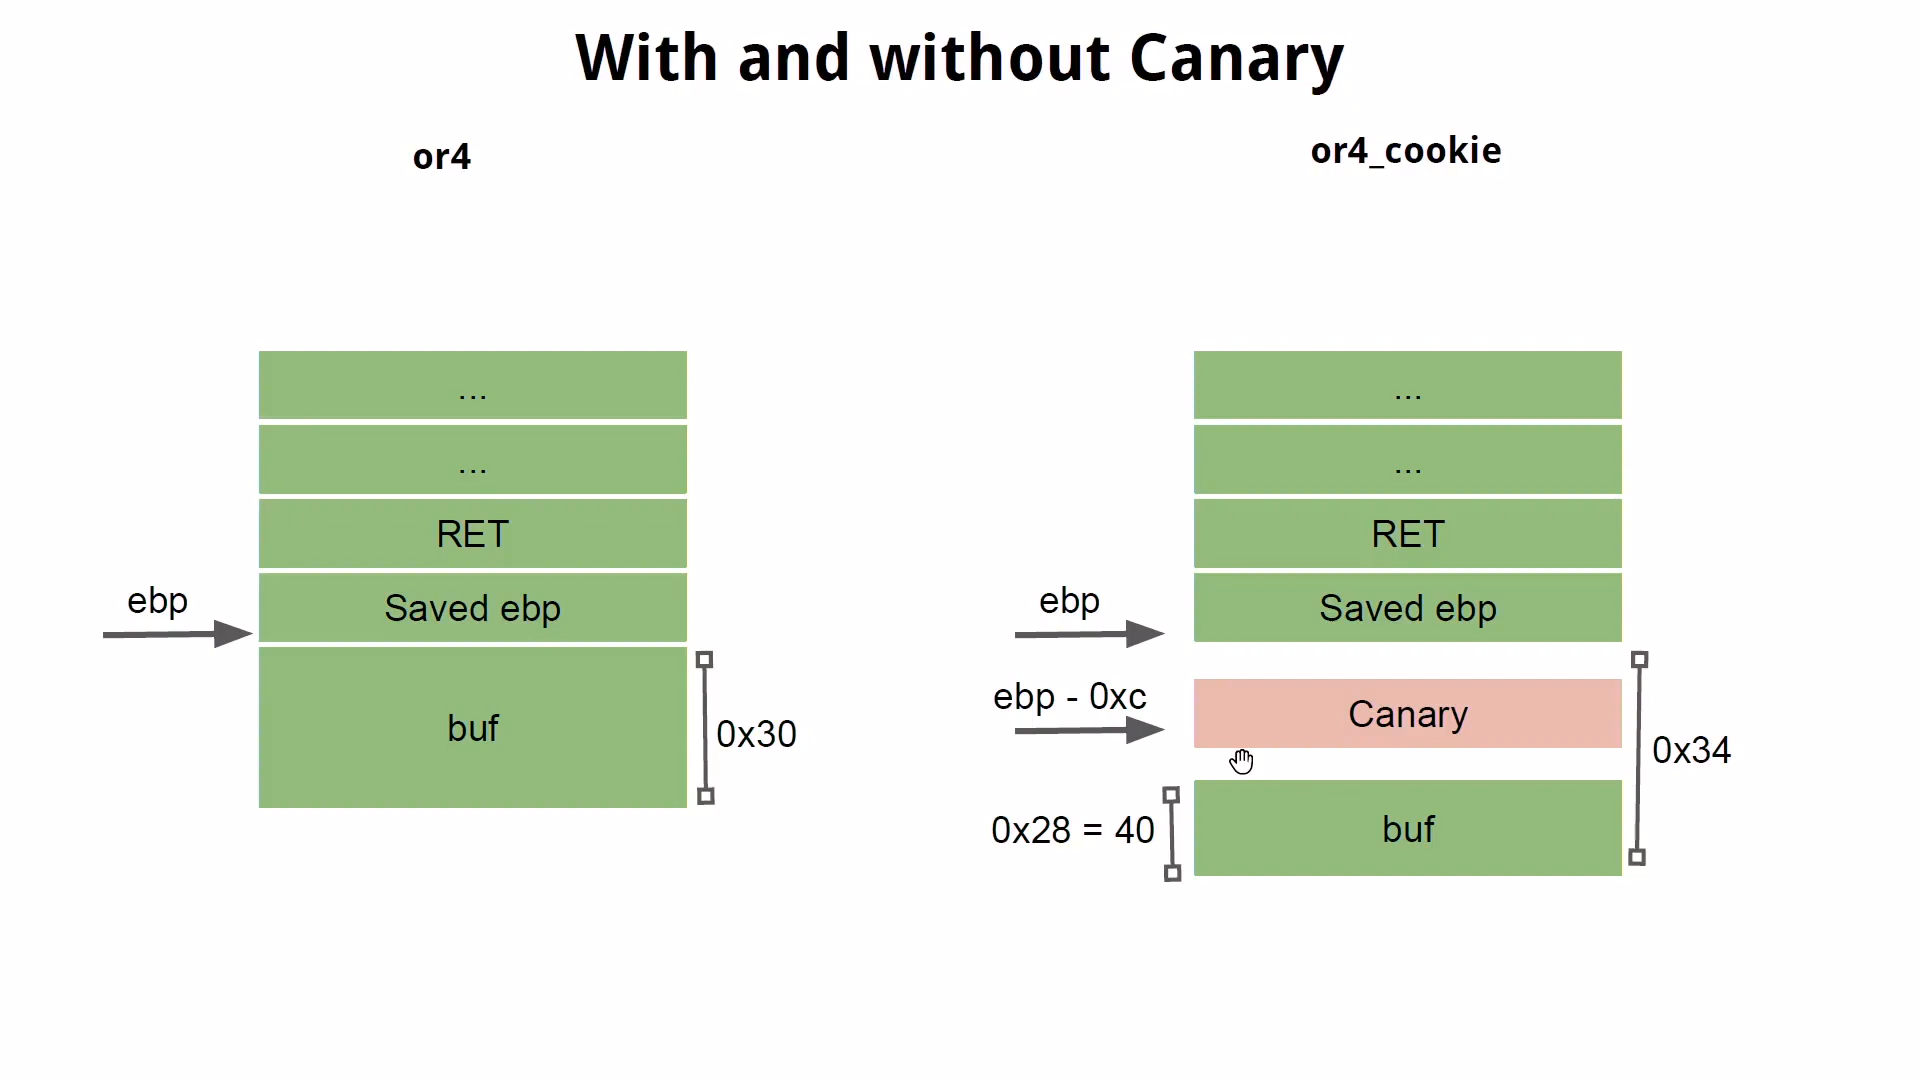 With and without Canary
or4
...
...
RET
ebp
Saved ebp
buf
0x30
or4_cookie
...
...
RET
ebp
Saved ebp
ebp - 0xc
Canary
0x34
0x28 = 40
buf